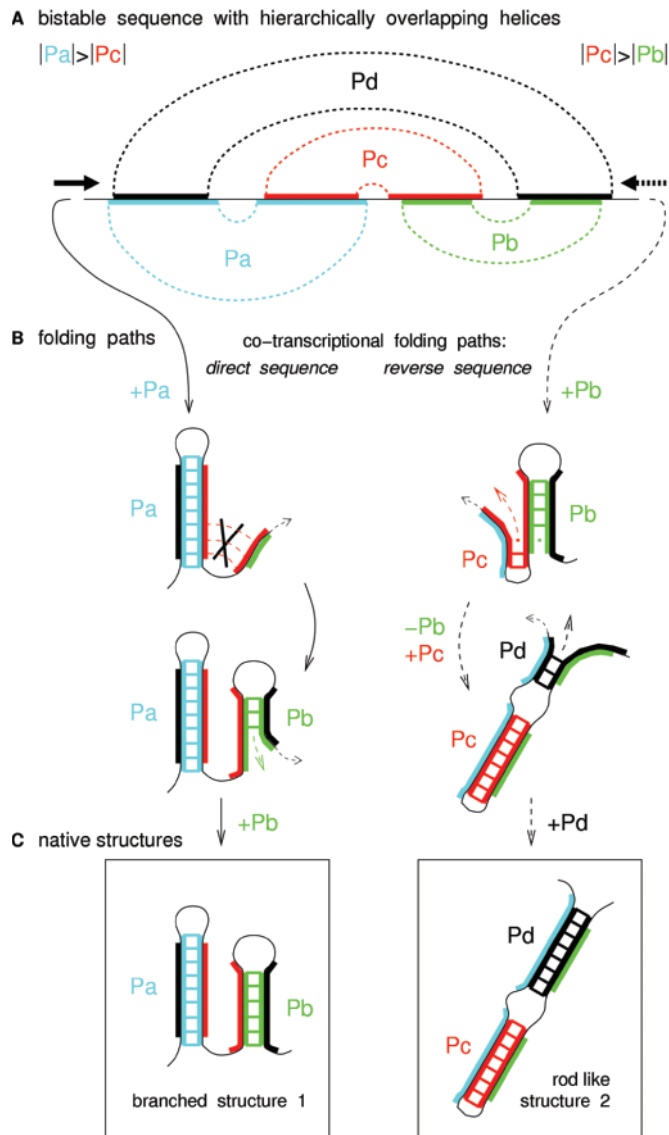 A bistable sequence with hierarchically overlapping helices
|Pa|>|Pc| |Pc|>|Pb|
Pd
Pc
Pa
Pb
B folding paths co−transcriptional folding paths:
direct sequence reverse sequence
+Pa +Pb
Pa
Pb
Pc
−Pb
+Pc
Pd
Pa
Pb
Pc
+Pb
+Pd
C native structures
Pd
Pa
Pb
Pc
branched structure 1
rod like
structure 2